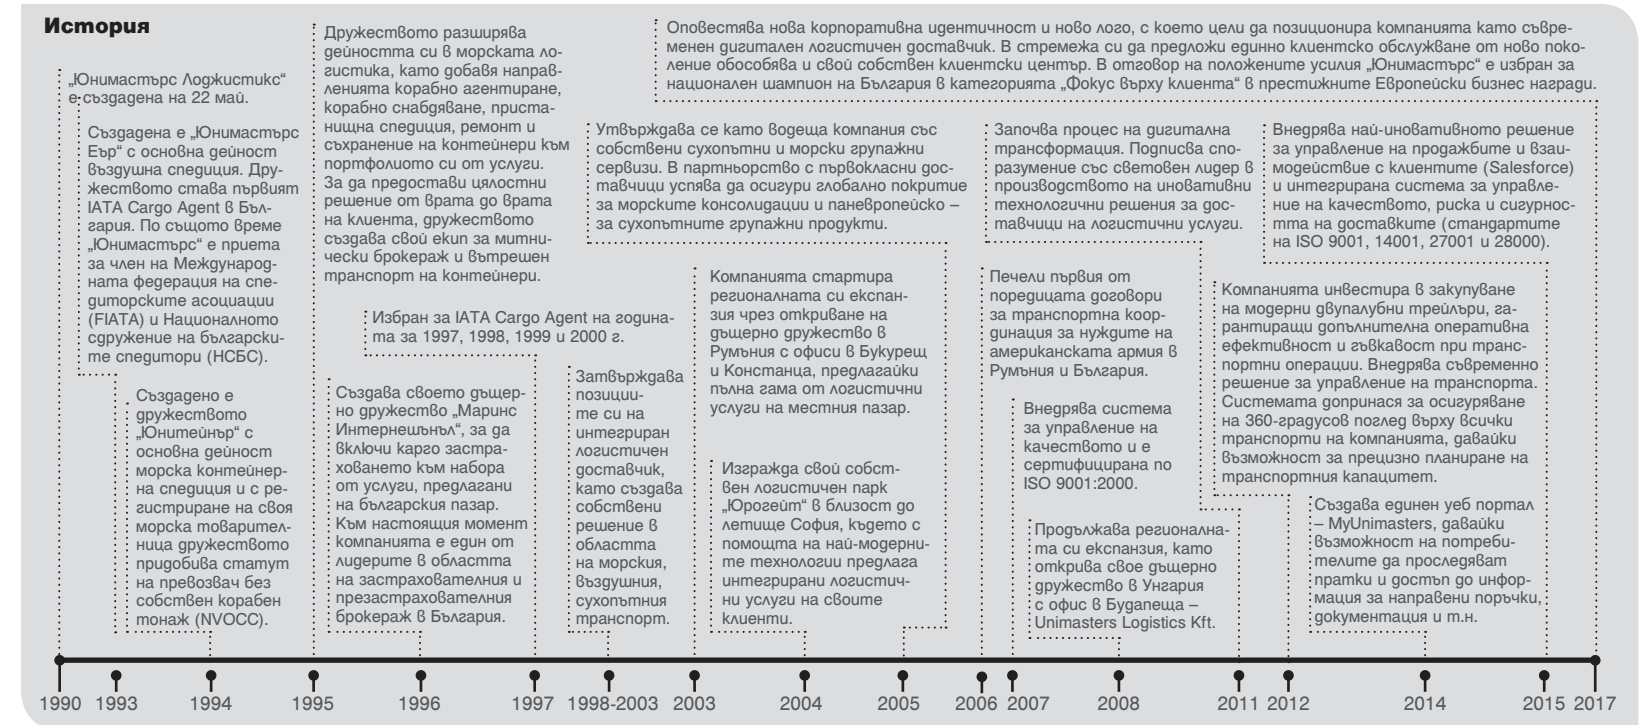 История
„Юнимастърс Лоджистикс“
е създадена на 22 май.
Създадена е „Юнимастърс
Еър“ с основна дейност
въздушна спедиция. Дру-
жеството става първият
IATA Cargo Agent в Бъл-
гария. По същото време
„Юнимастърс“ е приета
за член на Международ-
ната федерация на спе-
диторските асоциации
(FIATA) и Националното
сдружение на български-
те спедитори (НСБС).
Създадено е
дружеството
„Юнитейнър“ с
основна дейност
морска контейнер-
на спедиция и с ре-
гистриране на своя
морска товарител-
ница дружеството
придобива статут
на превозвач без
собствен корабен
тонаж (NVOCC).
Дружеството разширява
дейността си в морската ло-
гистика, като добавя направ-
ленията корабно агентиране,
корабно снабдяване, приста-
нищна спедиция, ремонт и
съхранение на контейнери към
портфолиото си от услуги.
За да предостави цялостни
решение от врата до врата
на клиента, дружеството
създава свой екип за митни-
чески брокераж и вътрешен
транспорт на контейнери.
Създава своето дъщер-
но дружество „Маринс
Интернешънъл“, за да
включи карго застра-
ховането към набора
от услуги, предлагани
на българския пазар.
Към настоящия момент
компанията е един от
лидерите в областта
на застрахователния и
презастрахователния
брокераж в България.
Избран за IATA Cargo Agent на година-
та за 1997, 1998, 1999 и 2000 г.
Затвърждава
позиции-
те си на
интегриран
логистичен
доставчик,
като създава
собствени
решение в
областта
на морския,
въздушния,
сухопътния
транспорт.
Компанията стартира
регионалната си експан-
зия чрез откриване на
дъщерно дружество в
Румъния с офиси в Букурещ
и Констанца, предлагайки
пълна гама от логистични
услуги на местния пазар.
Изгражда свой собст-
вен логистичен парк
„Юрогейт“ в близост до
летище София, където с
помощта на най-модерни-
те технологии предлага
интегрирани логистич-
ни услуги на своите
клиенти.
Утвърждава се като водеща компания със
собствени сухопътни и морски групажни
сервизи. В партньорство с първокласни дос-
тавчици успява да осигури глобално покритие
за морските консолидации и паневропейско –
за сухопътните групажни продукти.
Печели първия от
поредицата договори
за транспортна коор-
динация за нуждите на
американската армия в
Румъния и България.
Внедрява система
за управление на
качеството и е
сертифицирана по
ISO 9001:2000.
Продължава регионална-
та си експанзия, като
открива свое дъщерно
дружество в Унгария
с офис в Будапеща –
Unimasters Logistics Kft.
Започва процес на дигитална
трансформация. Подписва спо-
разумение със световен лидер в
производството на иновативни
технологични решения за дос-
тавчици на логистични услуги.
Компанията инвестира в закупуване
на модерни двупалубни трейлъри, га-
рантиращи допълнителна оперативна
ефективност и гъвкавост при транс-
портни операции. Внедрява съвременно
решение за управление на транспорта.
Системата допринася за осигуряване
на 360-градусов поглед върху всички
транспорти на компанията, давайки
възможност за прецизно планиране на
транспортния капацитет.
Създава единен уеб портал
– MyUnimasters, давайки
възможност на потреби-
телите да проследяват
пратки и достъп до инфор-
мация за направени поръчки,
документация и т.н.
Внедрява най-иновативното решение
за управление на продажбите и взаи-
модействие с клиентите (Salesforce)
и интегрирана система за управле-
ние на качеството, риска и сигурнос-
тта на доставките (стандартите
на ISO 9001, 14001, 27001 и 28000).
Оповестява нова корпоративна идентичност и ново лого, с което цели да позиционира компанията като съвре-
менен дигитален логистичен доставчик. В стремежа си да предложи единно клиентско обслужване от ново поко-
ление обособява и свой собствен клиентски център. В отговор на положените усилия „Юнимастърс“ е избран за
национален шампион на България в категорията „Фокус върху клиента“ в престижните Европейски бизнес награди.
1990 1993 1994 1995 1996 1997 1998-2003 2003 2004 2005 2006 2007 2008 2011 2012 2014 2015 2017